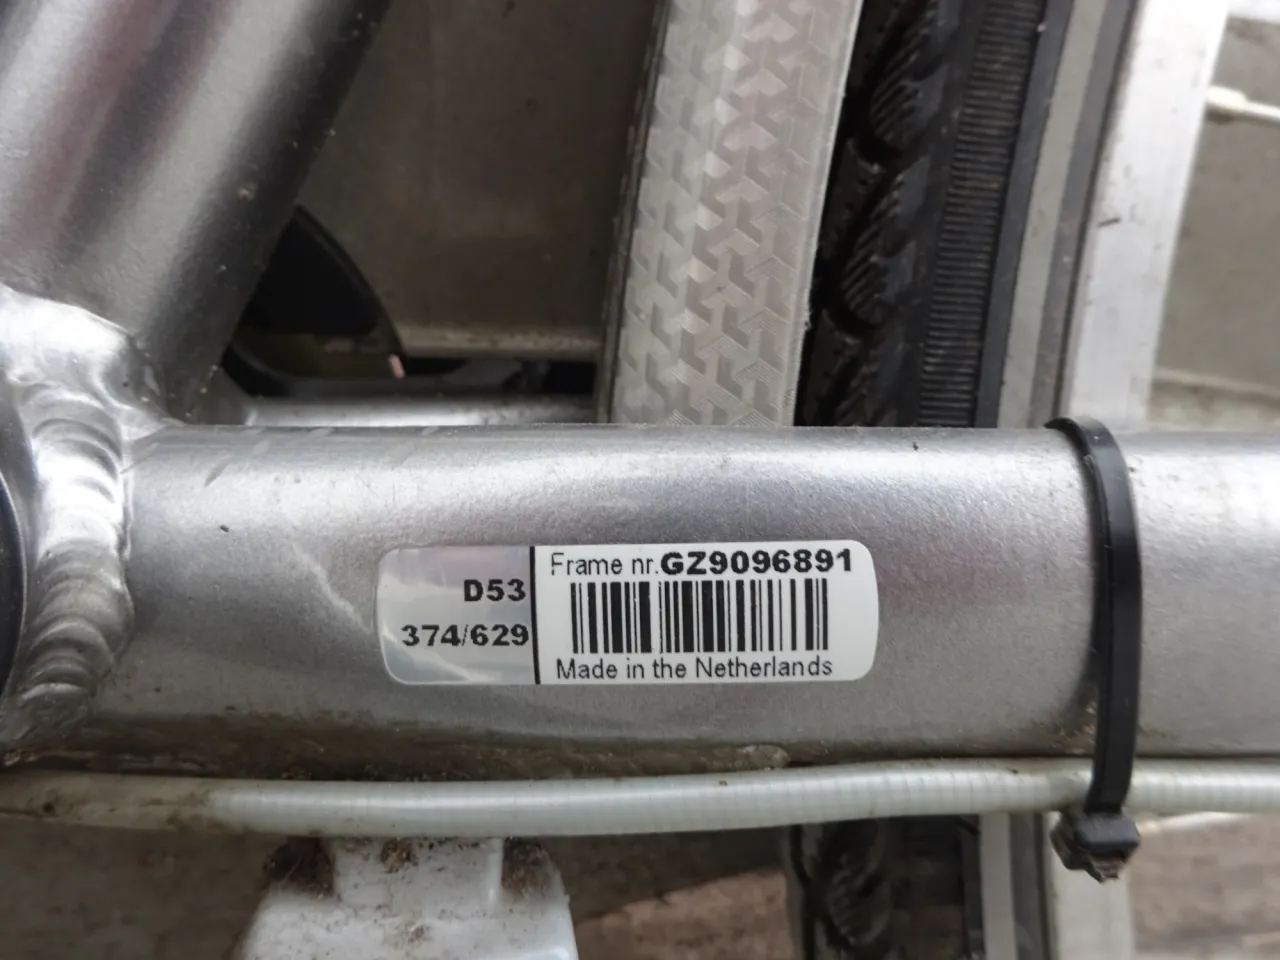 D53
374/629
Frame nr.GZ9096891
Made in the Netherlands